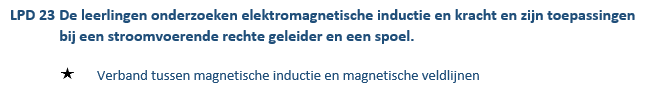 LPD 23 De leerlingen onderzoeken elektromagnetische inductie en kracht en zijn toepassingen
bij een stroomvoerende rechte geleider en een spoel.
★ Verband tussen magnetische inductie en magnetische veldlijnen